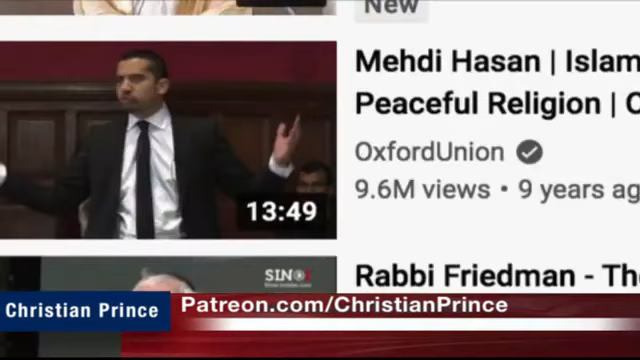 New
Mehdi Hasan | Islam
Peaceful Religion |
OxfordUnion
9.6M views • 9 years ag
13:49
SINO
Rabbi Friedman - Th
Christian Prince
Patreon.com/ChristianPrince